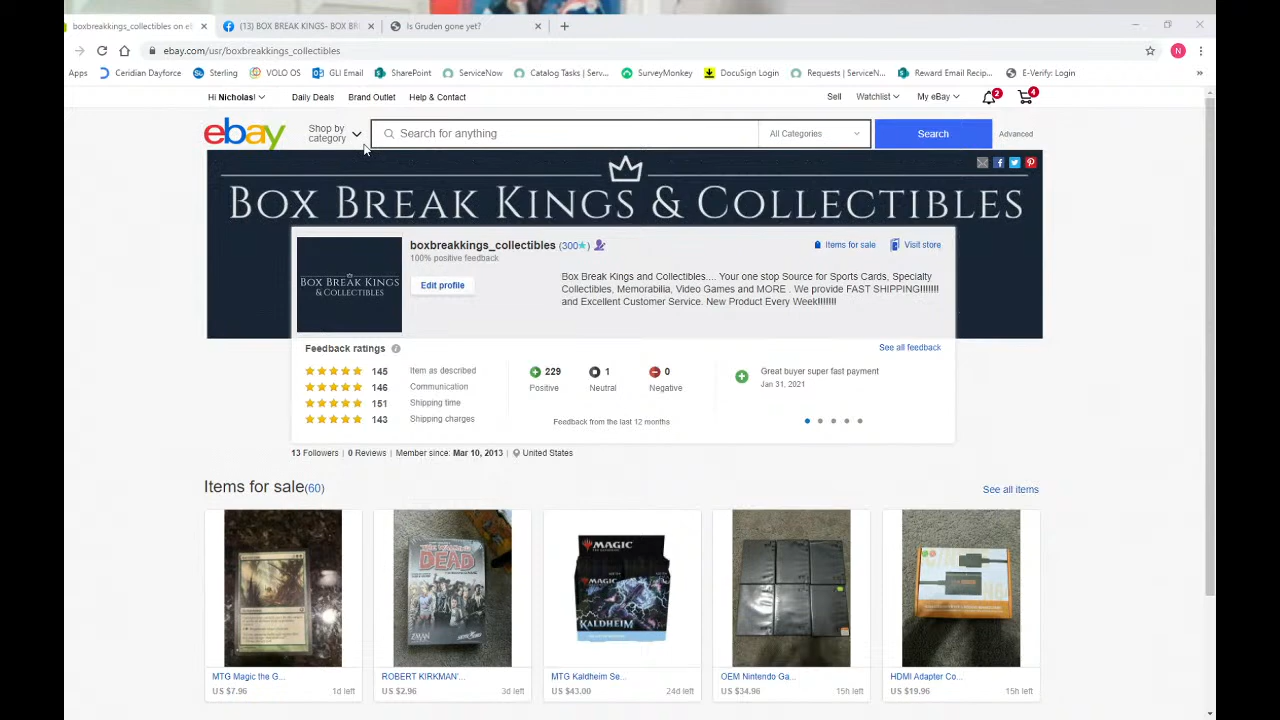 boxbreakkings_collectibles on e
(13) BOX BREAK KINGS- BOX BR
Is Gruden gone yet?
ebay.com/usr/boxbreakkings_collectibles
N
Apps
Ceridian Dayforce
Sterling
VOLO OS
GLI Email
SharePoint
ServiceNow
Catalog Tasks | Serv...
SurveyMonkey
DocuSign Login
Requests | ServiceN...
Reward Email Recip...
E-Verify: Login
Hi Nicholas!
Daily Deals
Brand Outlet
Help & Contact
Sell
Watchlist
My eBay
2
4
ebay
Shop by
category
Search for anything
All Categories
Search
Advanced
BOX BREAK KINGS & COLLECTIBLES
BOX BREAK KINGS
& COLLECTIBLES
boxbreakkings_collectibles (300)
100% positive feedback
Edit profile
Items for sale
Visit store
Box Break Kings and Collectibles.... Your one stop Source for Sports Cards, Specialty
Collectibles, Memorabilia, Video Games and MORE . We provide FAST SHIPPING!!!!!!!
and Excellent Customer Service. New Product Every Week!!!!!!!
Feedback ratings
See all feedback
145 Item as described
146 Communication
151 Shipping time
143 Shipping charges
229 Positive
1 Neutral
0 Negative
Feedback from the last 12 months
Great buyer super fast payment
Jan 31, 2021
13 Followers | 0 Reviews | Member since: Mar 10, 2013 | United States
Items for sale(60)
See all items
THE WALKING
DEAD
ZMAN
MAGIC
MAGIC
KALDHEIM
MTG Magic the G...
US $7.96 1d left
ROBERT KIRKMAN'...
US $2.96 3d left
MTG Kaldheim Se...
US $43.00 24d left
OEM Nintendo Ga...
US $34.96 15h left
HDMI Adapter Co...
US $19.96 15h left